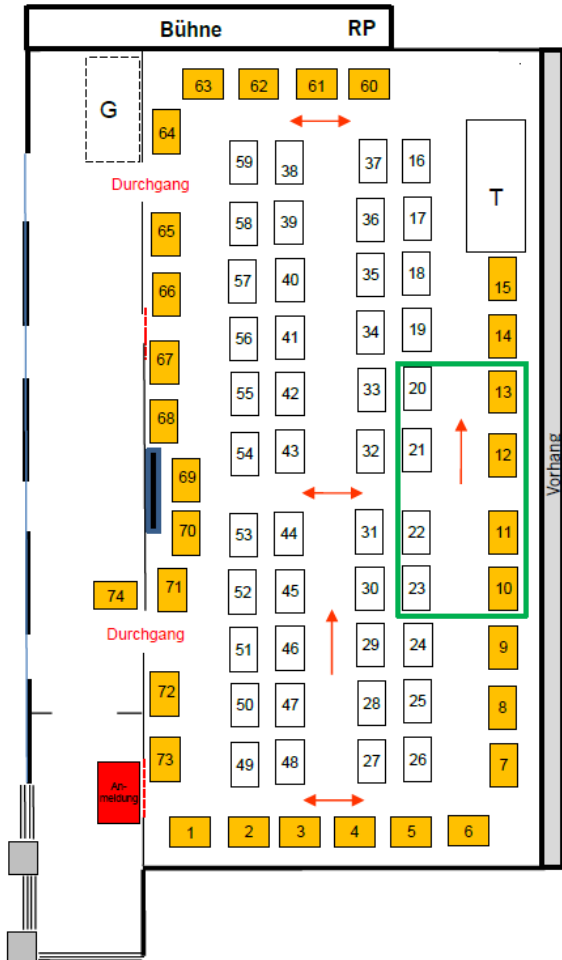 Bühne RP
63 62 61 60
G
64
59 38 37 16
T
Durchgang
65 58 39 36 17
66 57 40 35 18 15
67 56 41 34 19 14
55 42 33 20 13
68
54 43 32 21 12
Vorhang
69
70 53 44 31 22 11
74 71 52 45 30 23 10
Durchgang
51 46 29 24 9
72 50 47 28 25 8
73 49 48 27 26 7
An-
meldung
1 2 3 4 5 6